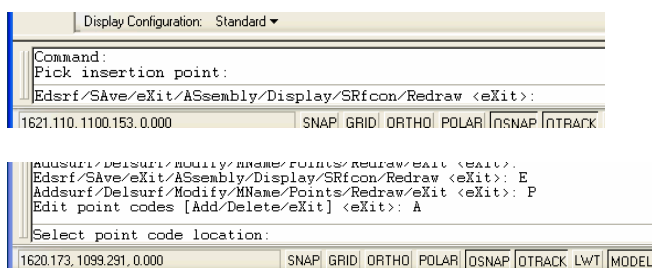 Display Configuration: Standard
Command:
Pick insertion point:
Edsrf/SAve/eXit/ASsembly/Display/SRfcon/Redraw <eXit>:
1621.110, 1100.153, 0.000 SNAP GRID ORTHO POLAR OSNAP OTRACK
Addsurf/Delsurf/Modify/MName/Points/Redraw/eXit <eXit>:
Edsrf/SAve/eXit/ASsembly/Display/SRfcon/Redraw <eXit>: E
Addsurf/Delsurf/Modify/MName/Points/Redraw/eXit <eXit>: P
Edit point codes [Add/Delete/eXit] <eXit>: A
Select point code location:
1620.173, 1099.291, 0.000 SNAP GRID ORTHO POLAR OSNAP OTRACK LWT MODEL